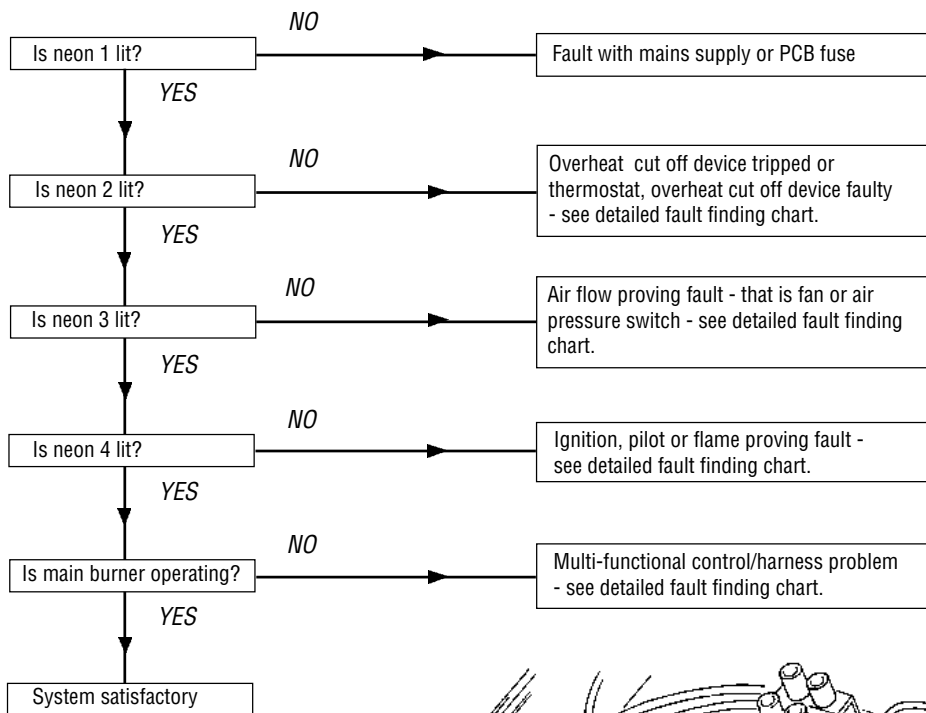 NO
Is neon 1 lit?
Fault with mains supply or PCB fuse
YES
NO
Is neon 2 lit?
Overheat cut off device tripped or
thermostat, overheat cut off device faulty
- see detailed fault finding chart.
YES
NO
Is neon 3 lit?
Air flow proving fault - that is fan or air
pressure switch - see detailed fault finding
chart.
YES
NO
Is neon 4 lit?
Ignition, pilot or flame proving fault -
see detailed fault finding chart.
YES
NO
Is main burner operating?
Multi-functional control/harness problem
- see detailed fault finding chart.
YES
System satisfactory